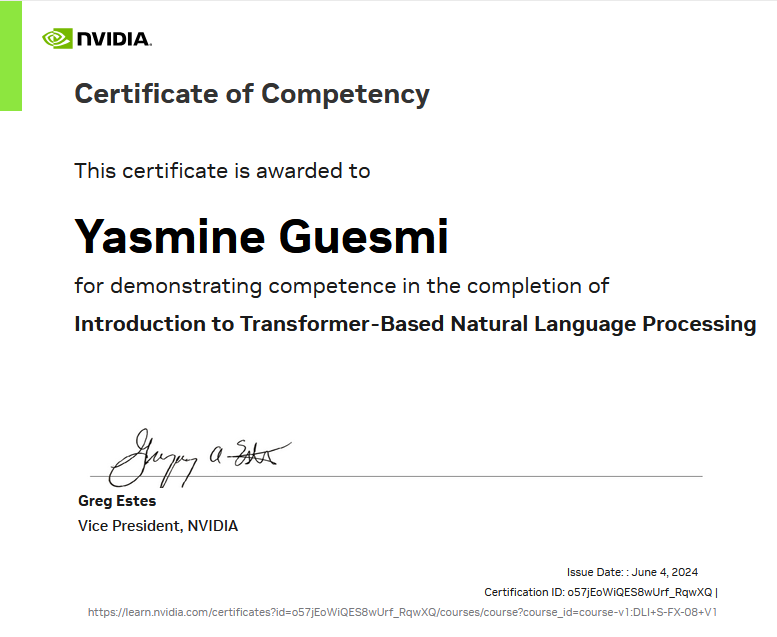 NVIDIA.
Certificate of Competency
This certificate is awarded to
Yasmine Guesmi
for demonstrating competence in the completion of
Introduction to Transformer-Based Natural Language Processing
Greg Estes
Vice President, NVIDIA
Issue Date: : June 4, 2024
Certification ID: o57jEoWiQES8wUrf_RqwXQ |
https://learn.nvidia.com/certificates?id=o57jEoWiQES8wUrf_RqwXQ/courses/course?course_id=course-v1:DLI+S-FX-08+V1